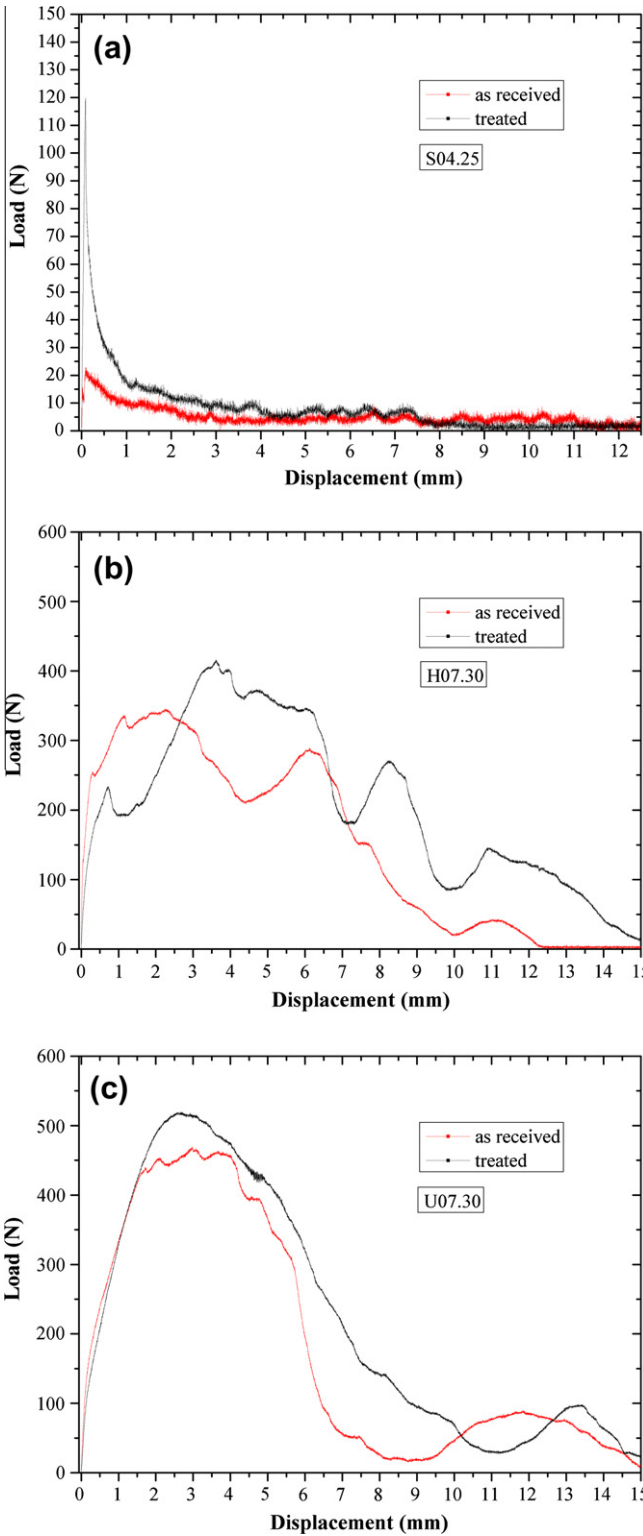 (a)
150
140
130
120
110
100
90
80
70
60
50
40
30
20
10
0
Load (N)
as received
treated
S04.25
0 1 2 3 4 5 6 7 8 9 10 11 12
Displacement (mm)
(b)
600
500
400
300
200
100
0
Load (N)
as received
treated
H07.30
0 1 2 3 4 5 6 7 8 9 10 11 12 13 14 15
Displacement (mm)
(c)
600
500
400
300
200
100
0
Load (N)
as received
treated
U07.30
0 1 2 3 4 5 6 7 8 9 10 11 12 13 14 15
Displacement (mm)